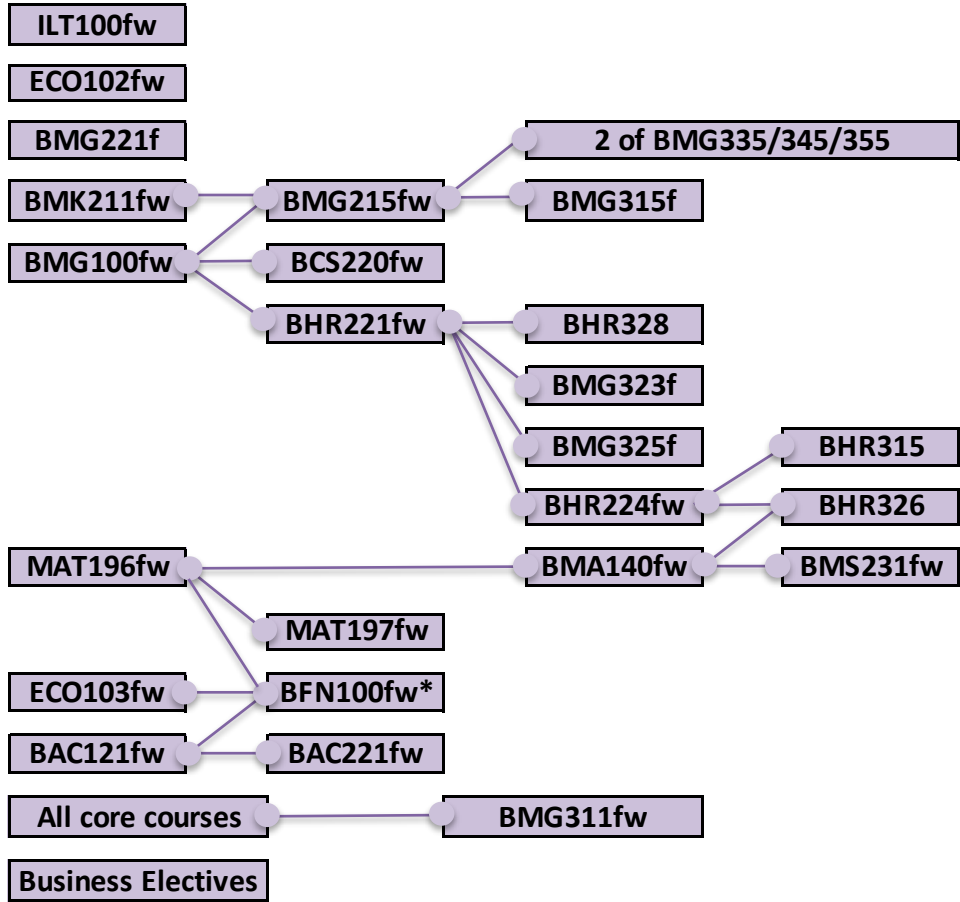 ILT100fw
ECO102fw
BMG221f
2 of BMG335/345/355
BMK211fw
BMG215fw
BMG315f
BMG100fw
BCS220fw
BHR221fw
BHR328
BMG323f
BMG325f
BHR315
BHR224fw
BHR326
MAT196fw
BMA140fw
BMS231fw
MAT197fw
ECO103fw
BFN100fw*
BAC121fw
BAC221fw
All core courses
BMG311fw
Business Electives